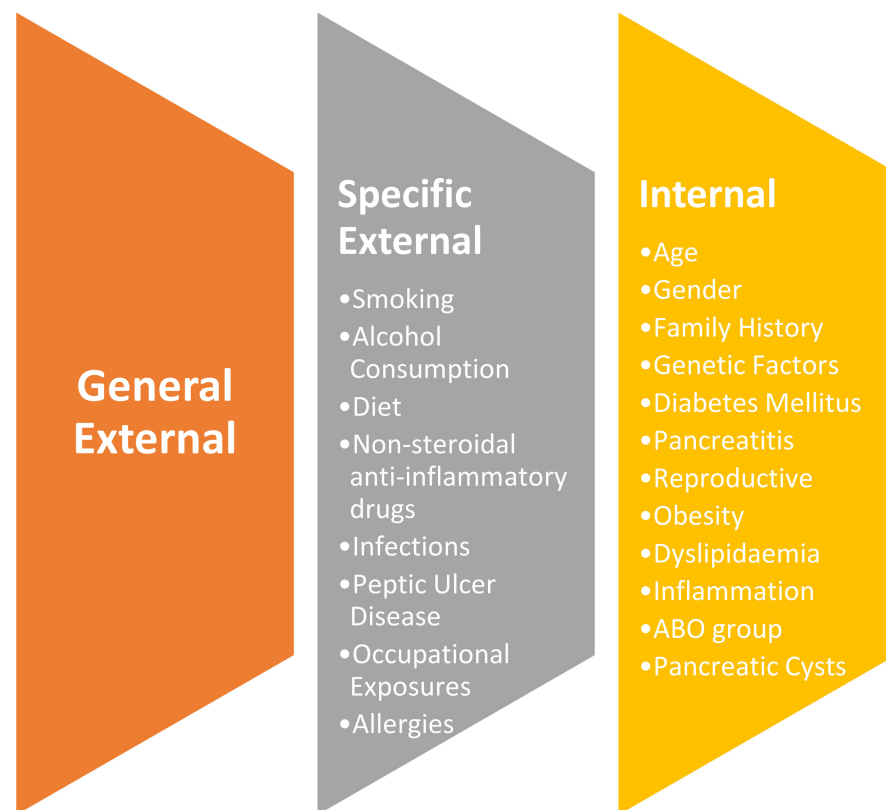 General
External
Specific
External
•Smoking
•Alcohol
Consumption
•Diet
•Non-steroidal
anti-inflammatory
drugs
•Infections
•Peptic Ulcer
Disease
•Occupational
Exposures
•Allergies
Internal
•Age
•Gender
•Family History
•Genetic Factors
•Diabetes Mellitus
•Pancreatitis
•Reproductive
•Obesity
•Dyslipidaemia
•Inflammation
•ABO group
•Pancreatic Cysts